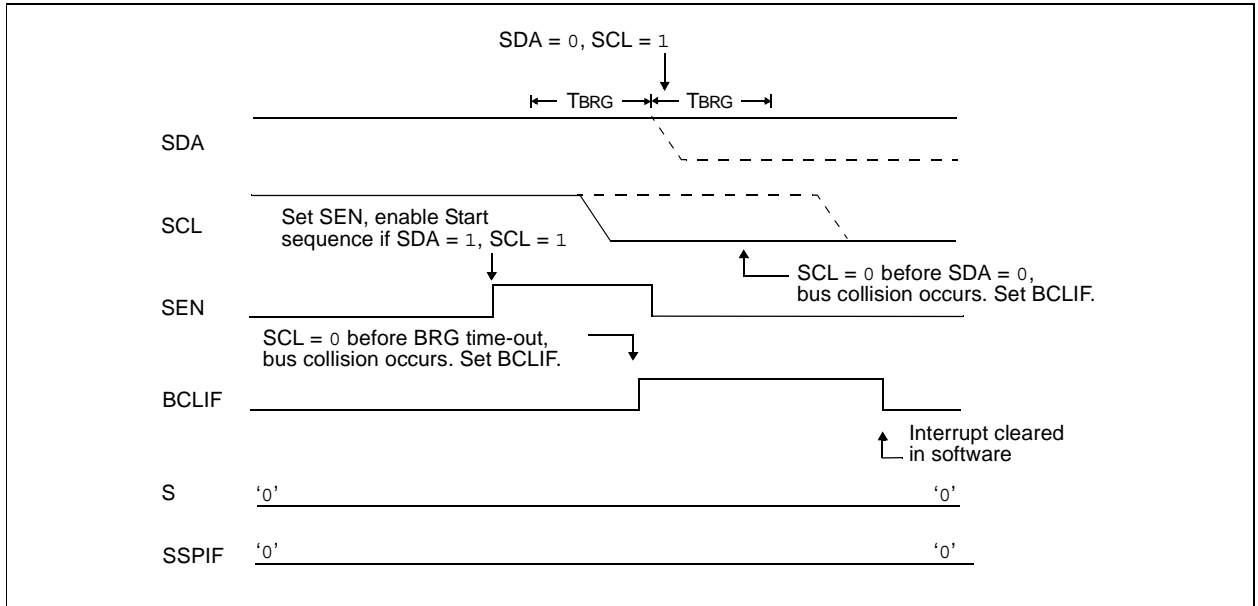 SDA = 0, SCL = 1
TBRG TBRG
SDA
SCL
Set SEN, enable Start
sequence if SDA = 1, SCL = 1
SCL = 0 before SDA = 0,
bus collision occurs. Set BCLIF.
SEN
SCL = 0 before BRG time-out,
bus collision occurs. Set BCLIF.
BCLIF
Interrupt cleared
in software
S ‘0’ ‘0’
SSPIF ‘0’ ‘0’